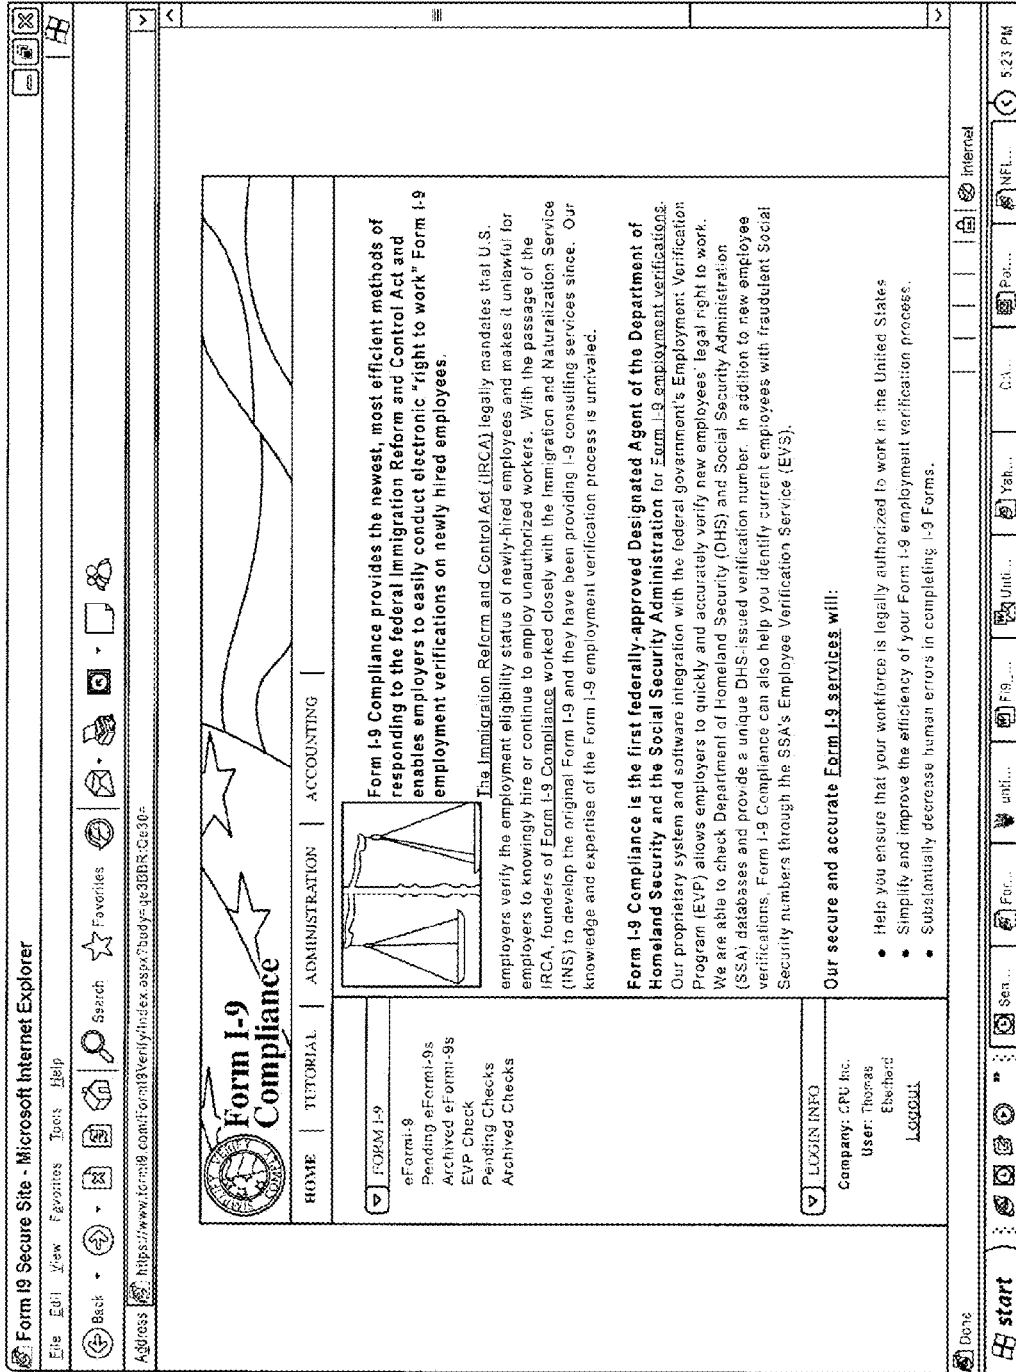 Form I9 Secure Site - Microsoft Internet Explorer
File Edit View Favorites Tools Help
Back Search Favorites
Address https://www.formi9.com/FormI9Verify/Index.aspx?body=
Form I-9
Compliance
HOME TUTORIAL ADMINISTRATION ACCOUNTING
FORM I-9
eFormi-9
Pending eFormi-9s
Archived eFormi-9s
EVP Check
Pending Checks
Archived Checks
LOGIN INFO
Company: CPU Inc.
User: Thomas
Eberhard
Logout
Form I-9 Compliance provides the newest, most efficient methods of
responding to the federal Immigration Reform and Control Act and
enables employers to easily conduct electronic "right to work" Form I-9
employment verifications on newly hired employees.
The Immigration Reform and Control Act (IRCA) legally mandates that U.S.
employers verify the employment eligibility status of newly-hired employees and makes it unlawful for
employers to knowingly hire or continue to employ unauthorized workers. With the passage of the
IRCA, founders of Form I-9 Compliance worked closely with the Immigration and Naturalization Service
(INS) to develop the original Form I-9 and they have been providing I-9 consulting services since. Our
knowledge and expertise of the Form I-9 employment verification process is unrivaled.
Form I-9 Compliance is the first federally-approved Designated Agent of the Department of
Homeland Security and the Social Security Administration for Form I-9 employment verifications.
Our proprietary system and software integration with the federal government's Employment Verification
Program (EVP) allows employers to quickly and accurately verify new employees' legal right to work.
We are able to check Department of Homeland Security (DHS) and Social Security Administration
(SSA) databases and provide a unique DHS-issued verification number. In addition to new employee
verifications, Form I-9 Compliance can also help you identify current employees with fraudulent Social
Security numbers through the SSA's Employee Verification Service (EVS).
Our secure and accurate Form I-9 services will:
• Help you ensure that your workforce is legally authorized to work in the United States
• Simplify and improve the efficiency of your Form I-9 employment verification process.
• Substantially decrease human errors in completing I-9 Forms.
Done Internet
start Sen... For... unti... FI9... Unti... Yah... C:\... Per... NFL... 5:23 PM